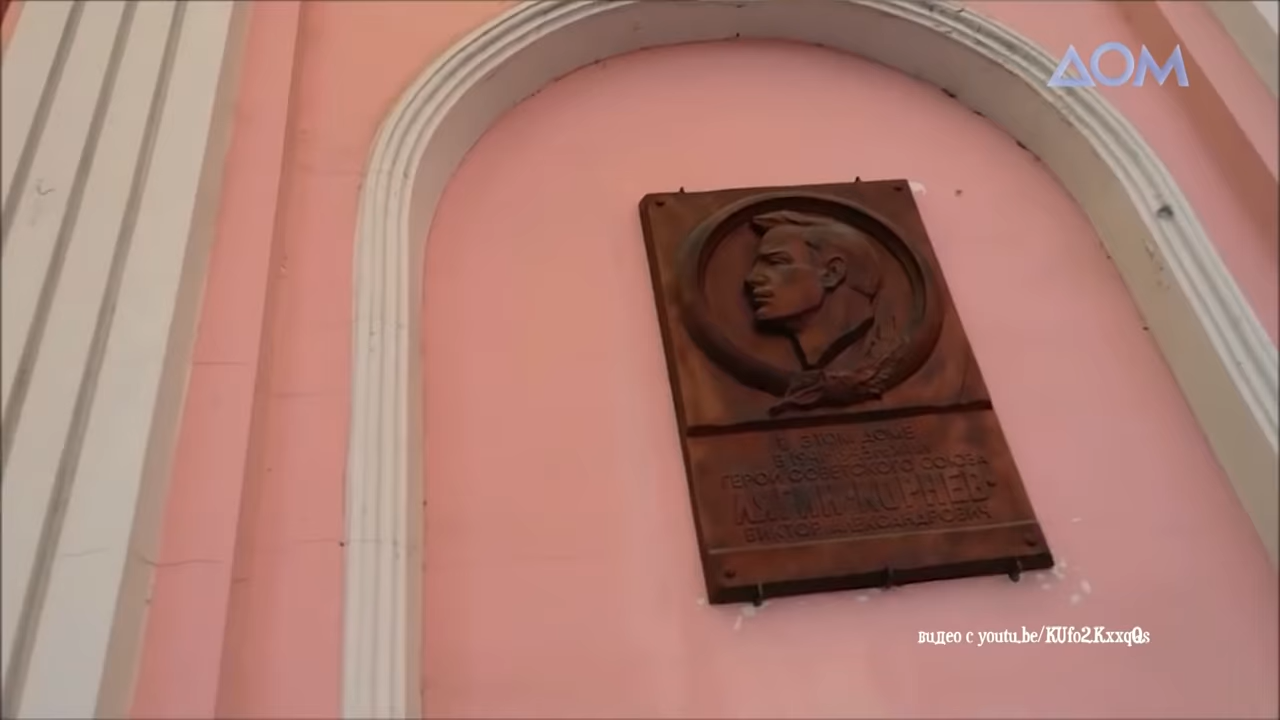 ДОМ
В ЭТОМ ДОМЕ
ГЕРОЙ СОВЕТСКОГО СОЮЗА
ЛЯГИН-КОРНЕВ
ВИКТОР АЛЕКСАНДРОВИЧ
видео с youtu.be/KUfo2KxxqQs